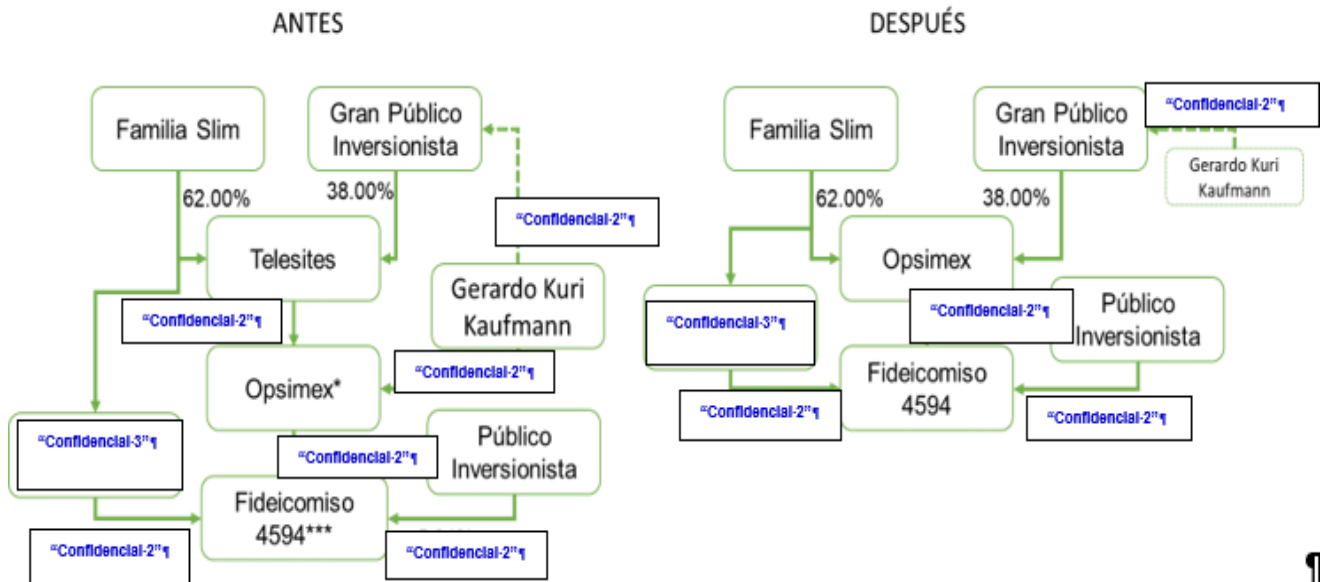 ANTES
Familia Slim
Gran Público
Inversionista
62.00%
38.00%
“Confidencial-2”¶
Telesites
Gerardo Kuri
Kaufmann
“Confidencial-2”¶
“Confidencial-2”¶
Opsimex*
“Confidencial-3”¶
“Confidencial-2”¶
Público
Inversionista
Fideicomiso
4594***
“Confidencial-2”¶
“Confidencial-2”¶
DESPUÉS
Familia Slim
Gran Público
Inversionista
“Confidencial-2”¶
Gerardo Kuri
Kaufmann
62.00%
38.00%
Opsimex
“Confidencial-2”¶
Público
Inversionista
“Confidencial-3”¶
Fideicomiso
4594
“Confidencial-2”¶
“Confidencial-2”¶
¶